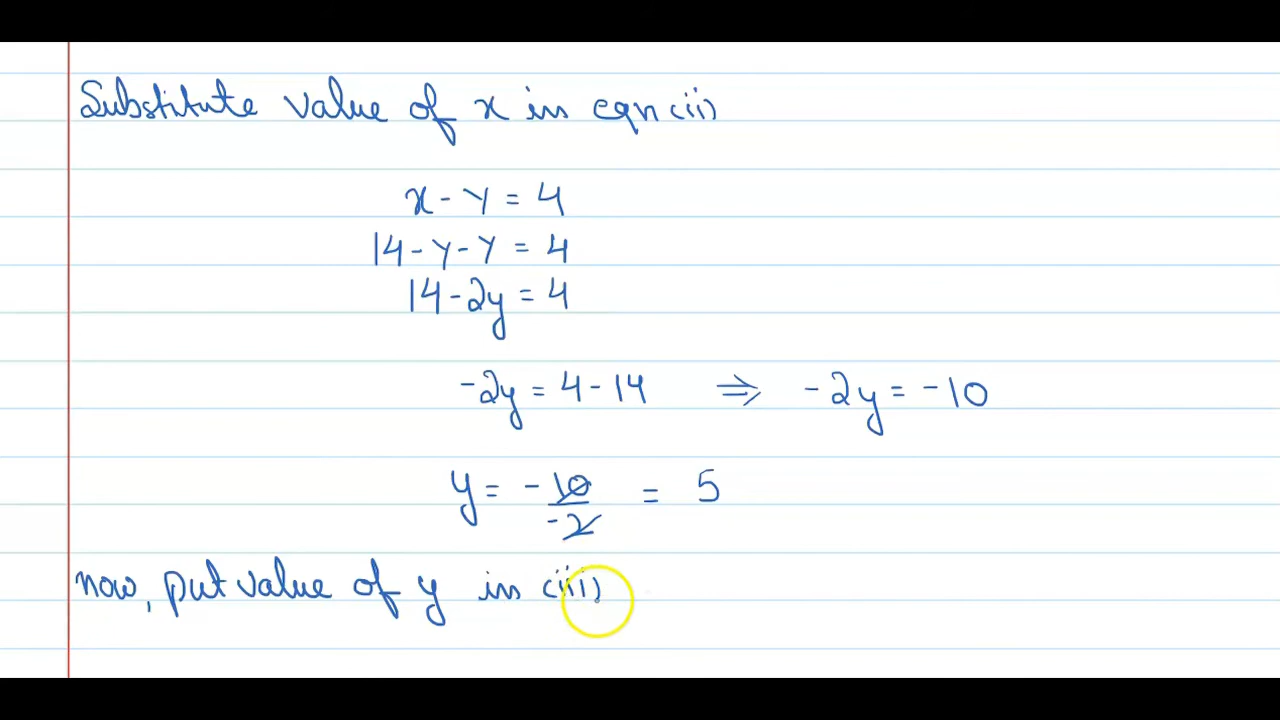 Substitute value of x in eqn (ii)
x - y = 4
14 - y - y = 4
14 - 2y = 4
-2y = 4 - 14 ⇒ -2y = -10
y = -10/-2 = 5
now, put value of y in (iii)